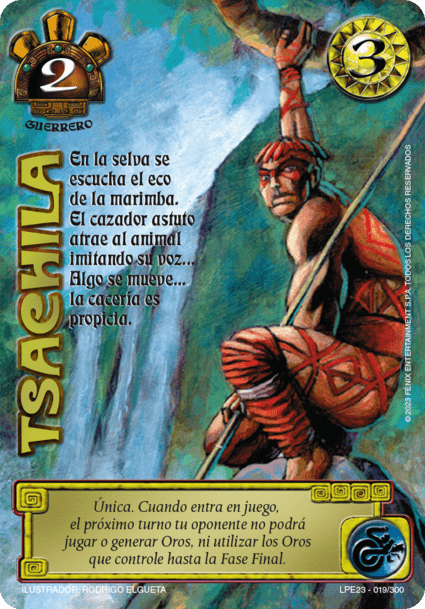 2
GUERRERO
3
TSACHILA
En la selva se
escucha el eco
de la marimba.
El cazador astuto
atrae al animal
imitando su voz...
Algo se mueve...
la cacería es
propicia.
© 2023 FÉNIX ENTERTAINMENT S.P.A. TODOS LOS DERECHOS RESERVADOS
Única. Cuando entra en juego,
el próximo turno tu oponente no podrá
jugar o generar Oros, ni utilizar los Oros
que controle hasta la Fase Final.
ILUSTRADOR: RODRIGO ELGUETA
LPE23 - 019/300